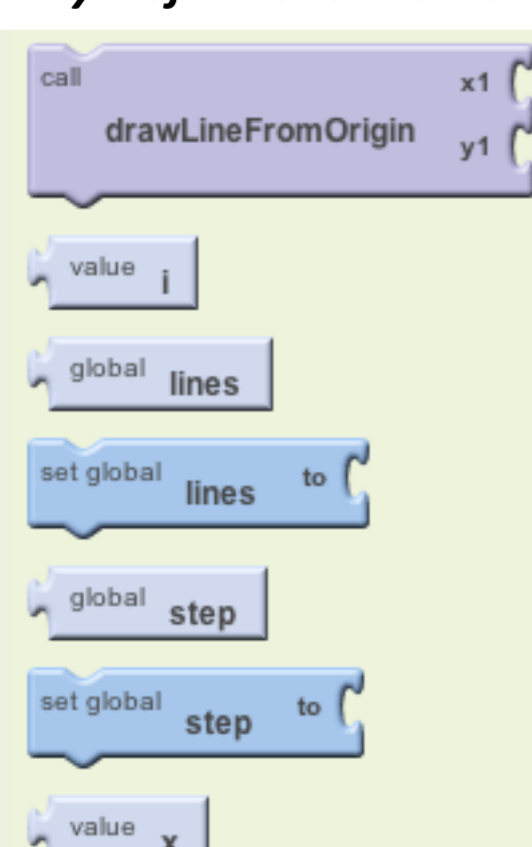 call x1
drawLineFromOrigin y1
value i
global lines
set global lines to
global step
set global step to
value x